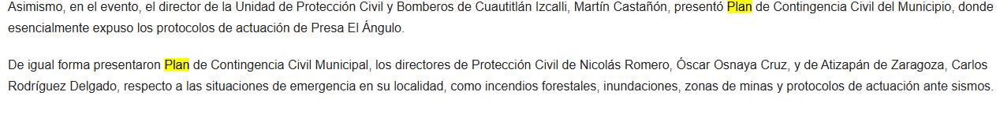 Asimismo, en el evento, el director de la Unidad de Protección Civil y Bomberos de Cuautitlán Izcalli, Martín Castañón, presentó Plan de Contingencia Civil del Municipio, donde
esencialmente expuso los protocolos de actuación de Presa El Ángulo.
De igual forma presentaron Plan de Contingencia Civil Municipal, los directores de Protección Civil de Nicolás Romero, Óscar Osnaya Cruz, y de Atizapán de Zaragoza, Carlos
Rodríguez Delgado, respecto a las situaciones de emergencia en su localidad, como incendios forestales, inundaciones, zonas de minas y protocolos de actuación ante sismos.